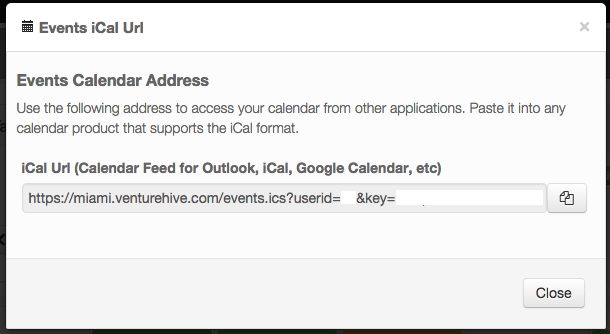 Events iCal Url
×
Events Calendar Address
Use the following address to access your calendar from other applications. Paste it into any
calendar product that supports the iCal format.
iCal Url (Calendar Feed for Outlook, iCal, Google Calendar, etc)
https://miami.venturehive.com/events.ics?userid= &key=
Close